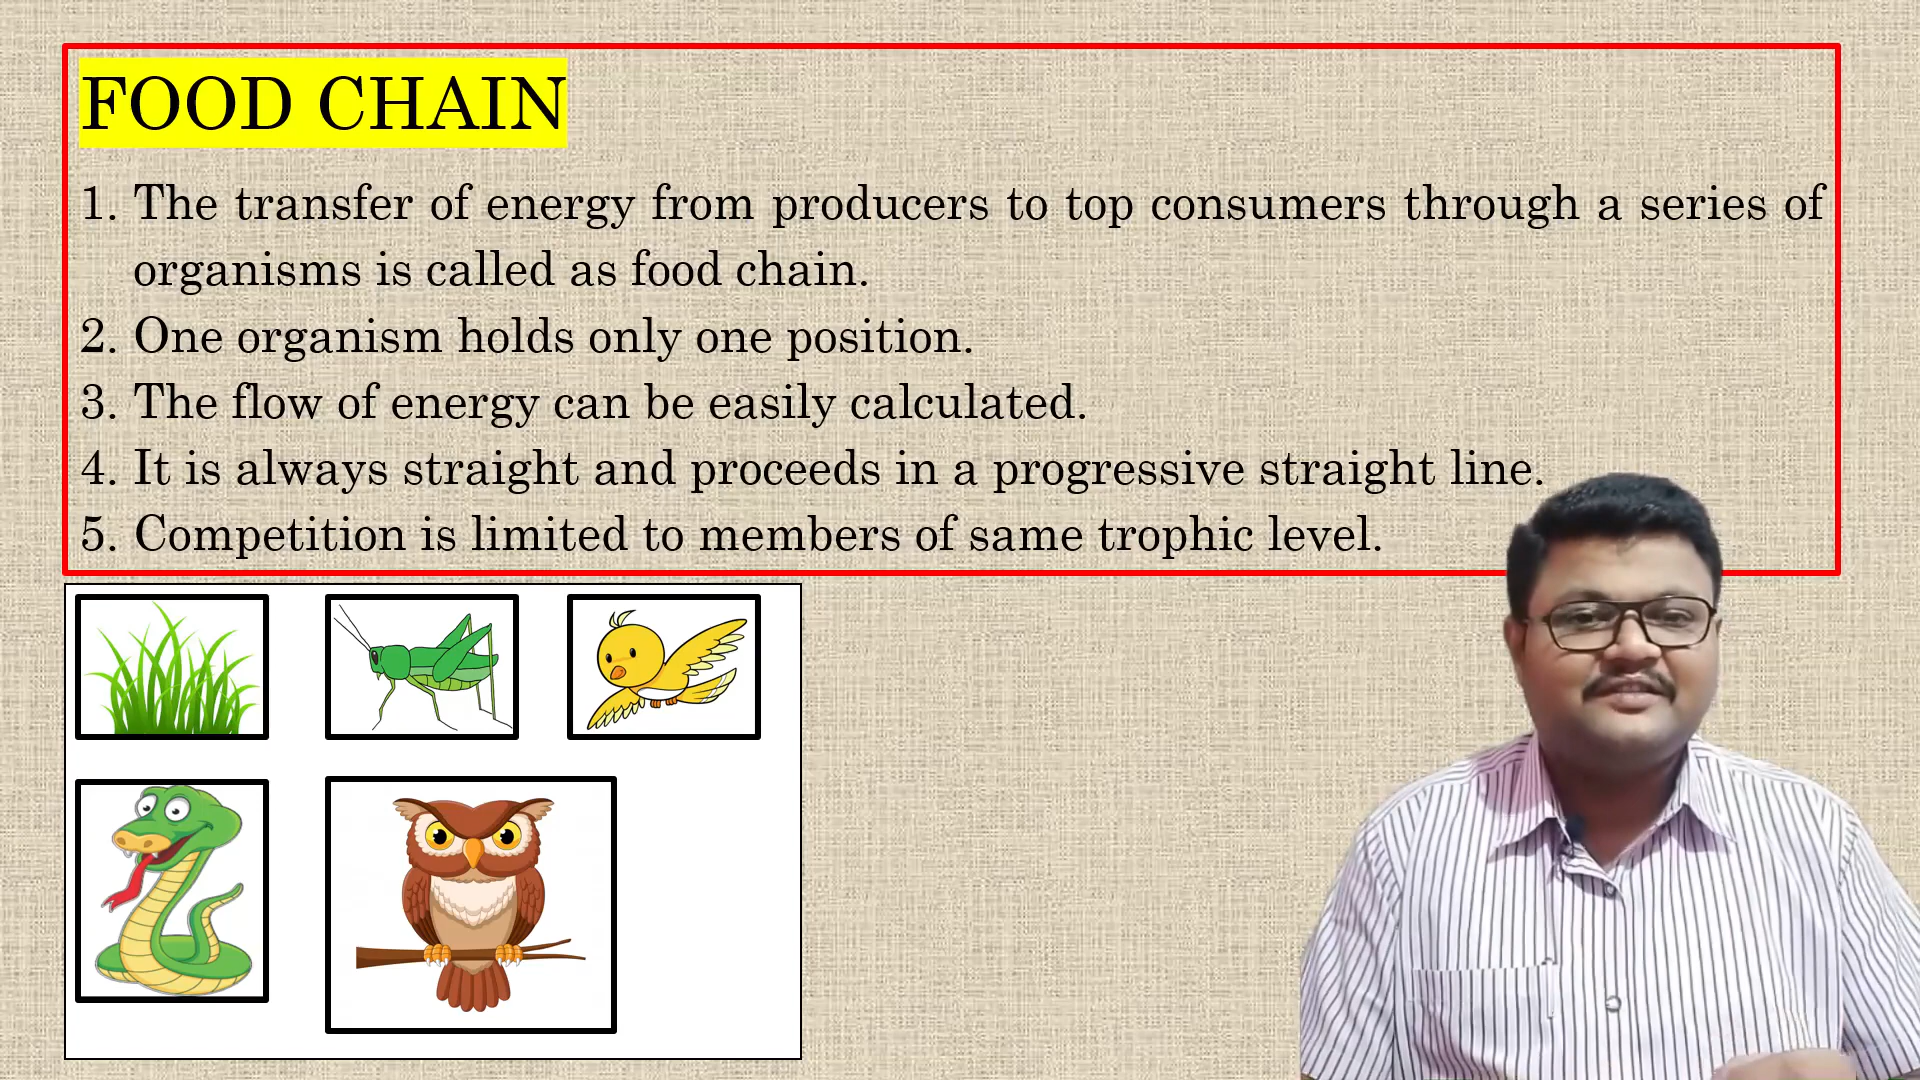 FOOD CHAIN
1. The transfer of energy from producers to top consumers through a series of
organisms is called as food chain.
2. One organism holds only one position.
3. The flow of energy can be easily calculated.
4. It is always straight and proceeds in a progressive straight line.
5. Competition is limited to members of same trophic level.